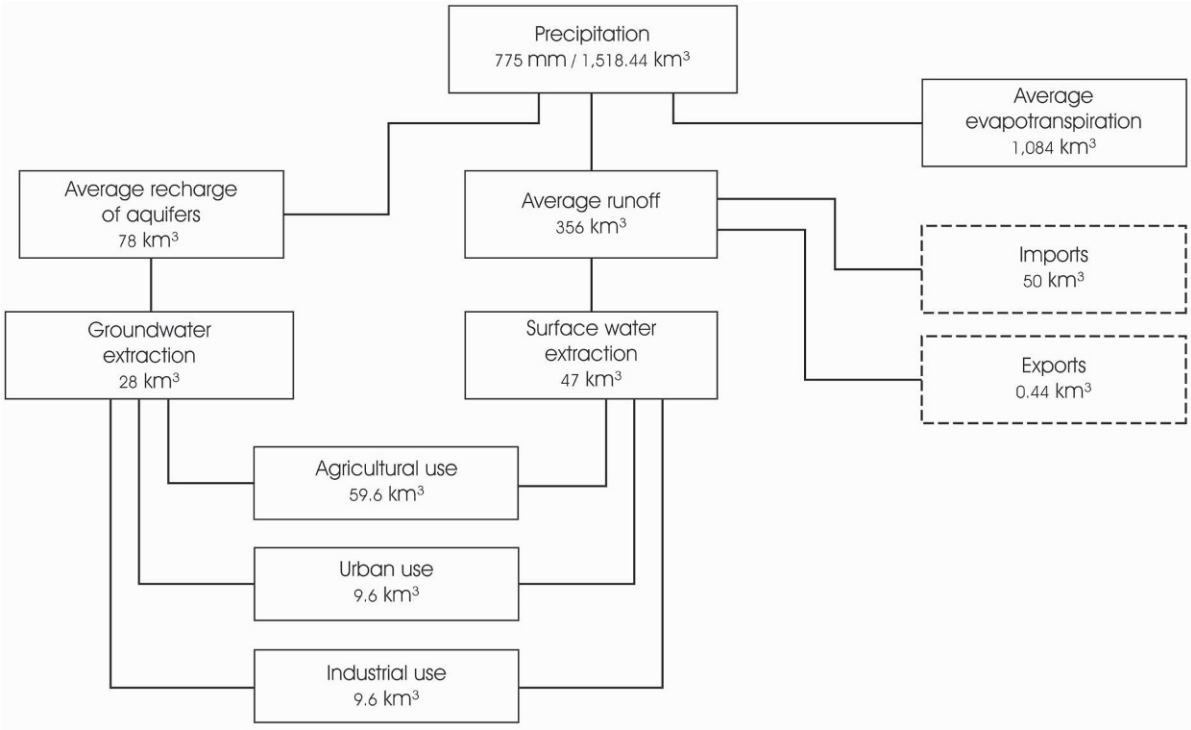 Precipitation
775 mm / 1,518.44 km³
Average
evapotranspiration
1,084 km³
Average recharge
of aquifers
78 km³
Average runoff
356 km³
Imports
50 km³
Groundwater
extraction
28 km³
Surface water
extraction
47 km³
Exports
0.44 km³
Agricultural use
59.6 km³
Urban use
9.6 km³
Industrial use
9.6 km³